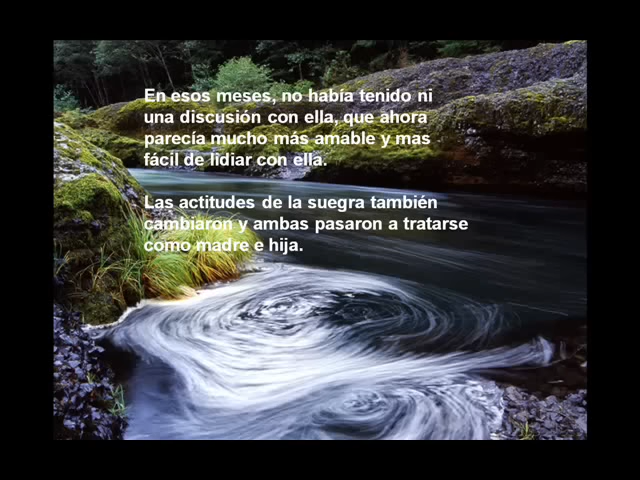 En esos meses, no había tenido ni
una discusión con ella, que ahora
parecía mucho más amable y mas
fácil de lidiar con ella.
Las actitudes de la suegra también
cambiaron y ambas pasaron a tratarse
como madre e hija.